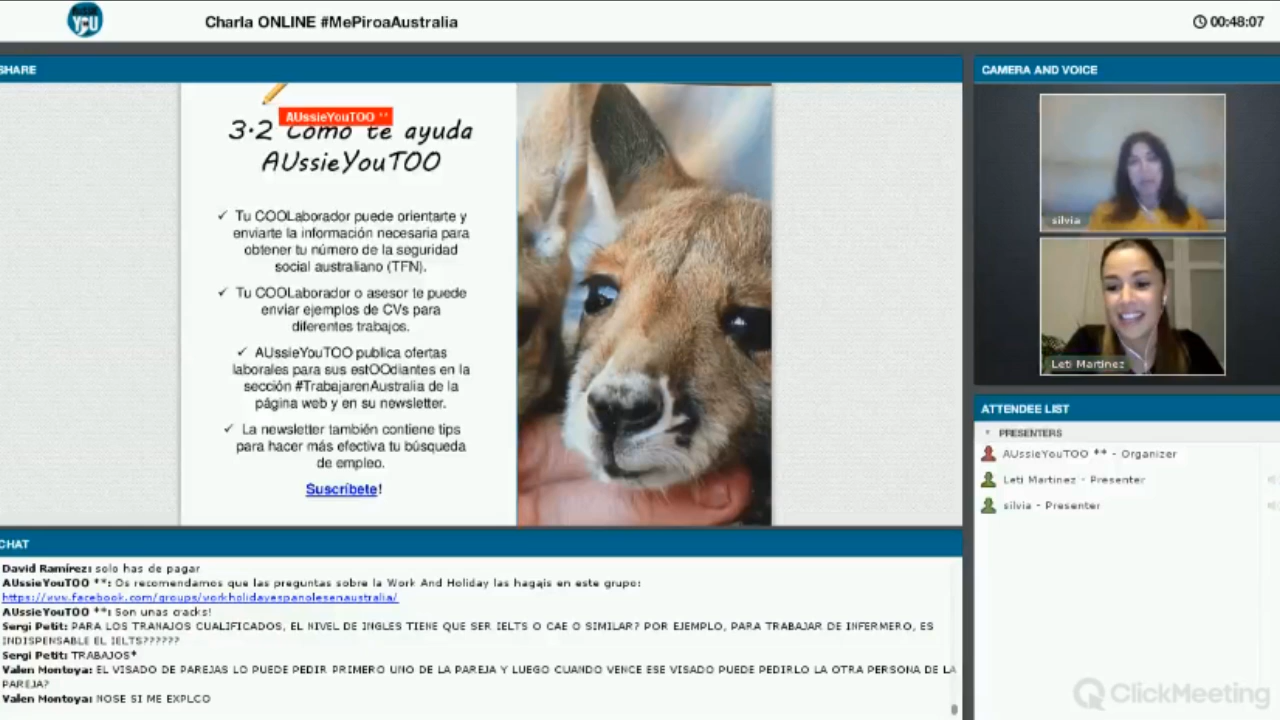 YOU
Charla ONLINE #MePiroaAustralia
00:48:07
SHARE
AUssieYouTOO **
3.2 Como te ayuda
AUssieYouTOO
✓ Tu COOLaborador puede orientarte y
enviarte la información necesaria para
obtener tu número de la seguridad
social australiano (TFN).
✓ Tu COOLaborador o asesor te puede
enviar ejemplos de CVs para
diferentes trabajos.
✓ AUssieYouTOO publica ofertas
laborales para sus estOOdiantes en la
sección #TrabajarenAustralia de la
página web y en su newsletter.
✓ La newsletter también contiene tips
para hacer más efectiva tu búsqueda
de empleo.
Suscríbete!
CAMERA AND VOICE
silvia
Leti Martinez
ATTENDEE LIST
PRESENTERS
AUssieYouTOO ** - Organizer
Leti Martinez - Presenter
silvia - Presenter
CHAT
David Ramírez: solo has de pagar
AUssieYouTOO **: Os recomendamos que las preguntas sobre la Work And Holiday las hagais en este grupo:
https://www.facebook.com/groups/workholidayespanolesenaustralia/
AUssieYouTOO **: Son unas cracks!
Sergi Petit: PARA LOS TRANAJOS CUALIFICADOS, EL NIVEL DE INGLES TIENE QUE SER IELTS O CAE O SIMILAR? POR EJEMPLO, PARA TRABAJAR DE INFERMERO, ES
INDISPENSABLE EL IELTS??????
Sergi Petit: TRABAJOS*
Valen Montoya: EL VISADO DE PAREJAS LO PUEDE PEDIR PRIMERO UNO DE LA PAREJA Y LUEGO CUANDO VENCE ESE VISADO PUEDE PEDIRLO LA OTRA PERSONA DE LA
PAREJA?
Valen Montoya: NOSE SI ME EXPLCO
ClickMeeting